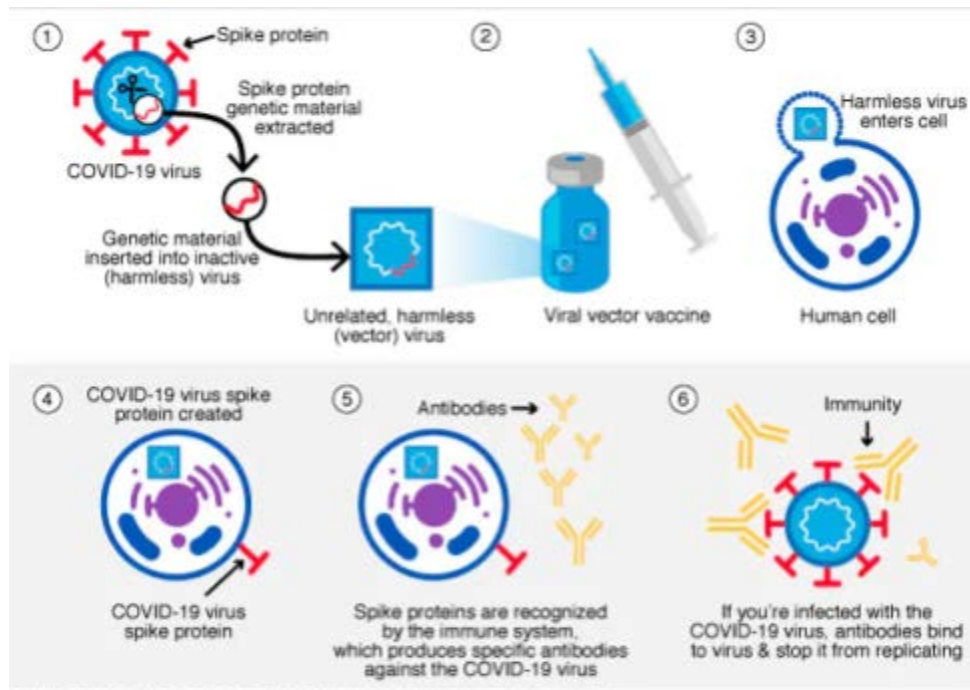 1
Spike protein
Spike protein
genetic material
extracted
COVID-19 virus
Genetic material
inserted into inactive
(harmless) virus
Unrelated, harmless
(vector) virus
2
Viral vector vaccine
3
Harmless virus
enters cell
Human cell
4
COVID-19 virus spike
protein created
COVID-19 virus
spike protein
5
Antibodies
Spike proteins are recognized
by the immune system,
which produces specific antibodies
against the COVID-19 virus
6
Immunity
If you're infected with the
COVID-19 virus, antibodies bind
to virus & stop it from replicating